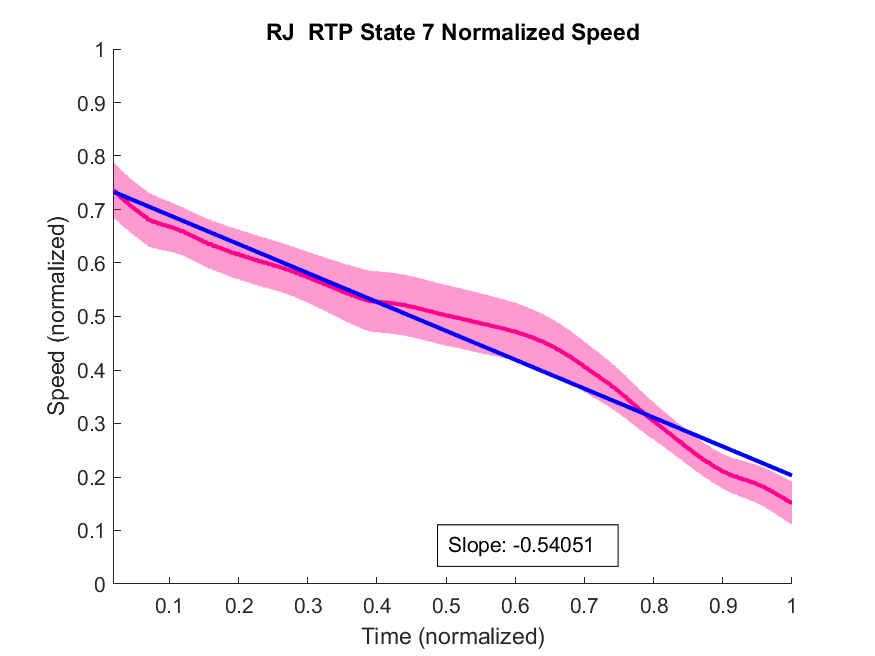 RJ  RTP State 7 Normalized Speed
1
0.9
0.8
0.7
0.6
0.5
0.4
0.3
0.2
0.1
0
Speed (normalized)
Slope: -0.54051
0.1 0.2 0.3 0.4 0.5 0.6 0.7 0.8 0.9 1
Time (normalized)